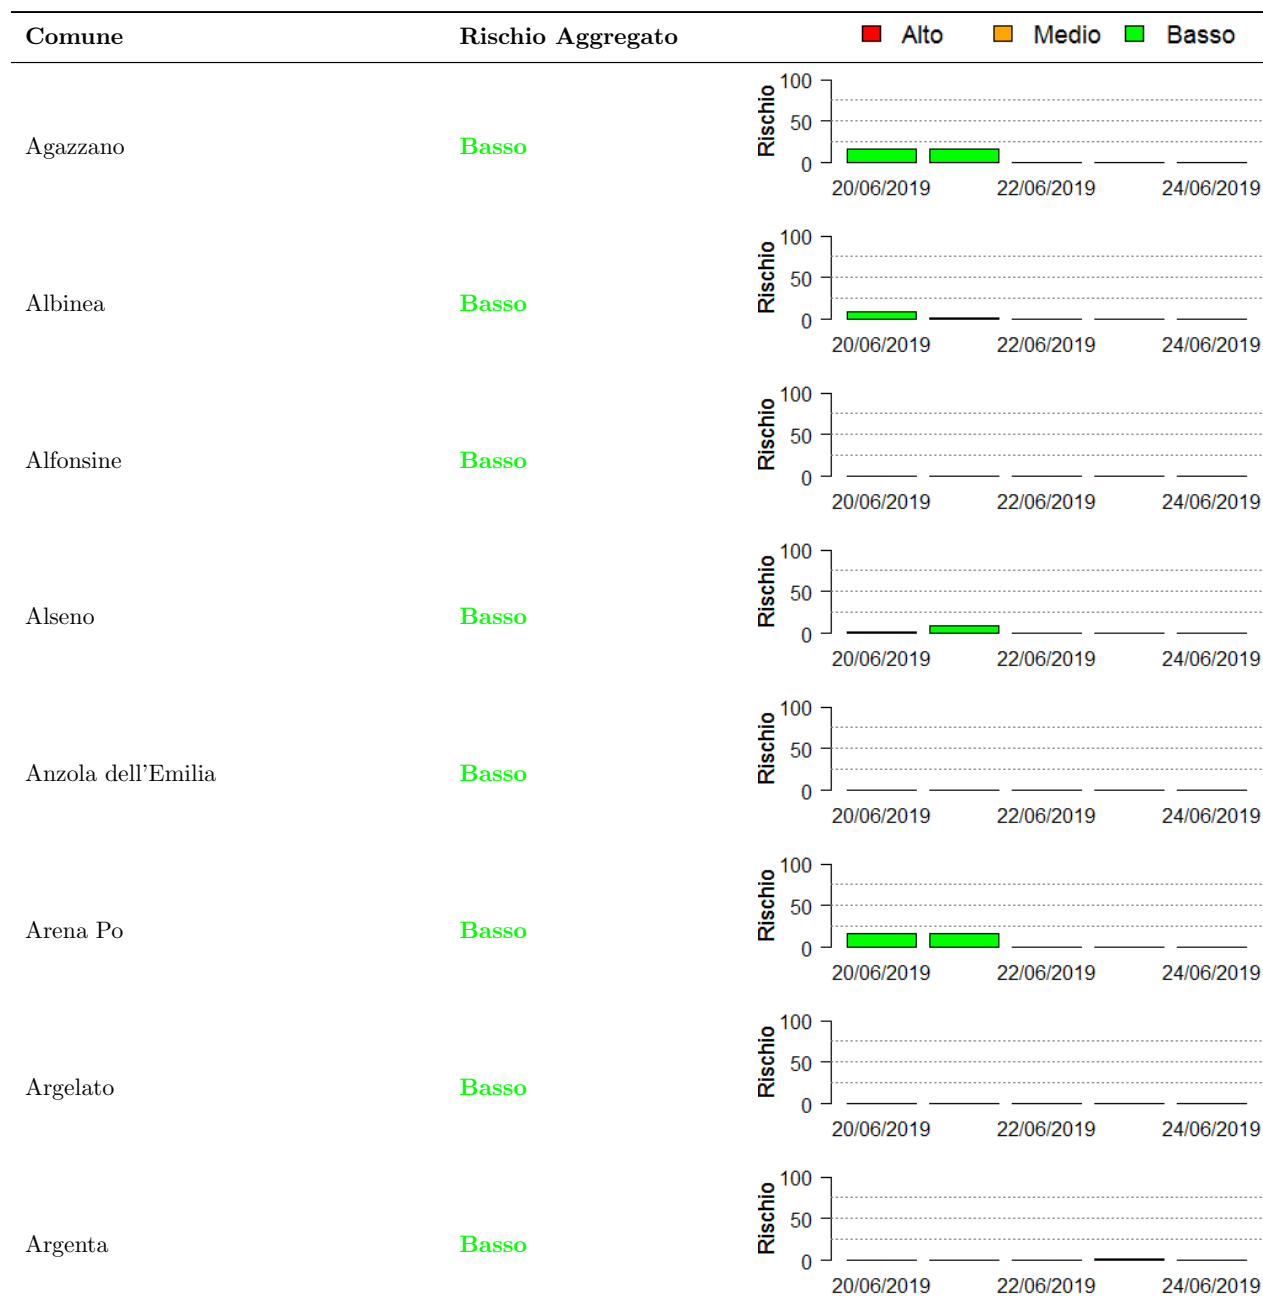 Comune Rischio Aggregato Alto Medio Basso
Agazzano Basso Rischio 100 50 0
20/06/2019 22/06/2019 24/06/2019
Albinea Basso Rischio 100 50 0
20/06/2019 22/06/2019 24/06/2019
Alfonsine Basso Rischio 100 50 0
20/06/2019 22/06/2019 24/06/2019
Alseno Basso Rischio 100 50 0
20/06/2019 22/06/2019 24/06/2019
Anzola dell'Emilia Basso Rischio 100 50 0
20/06/2019 22/06/2019 24/06/2019
Arena Po Basso Rischio 100 50 0
20/06/2019 22/06/2019 24/06/2019
Argelato Basso Rischio 100 50 0
20/06/2019 22/06/2019 24/06/2019
Argenta Basso Rischio 100 50 0
20/06/2019 22/06/2019 24/06/2019